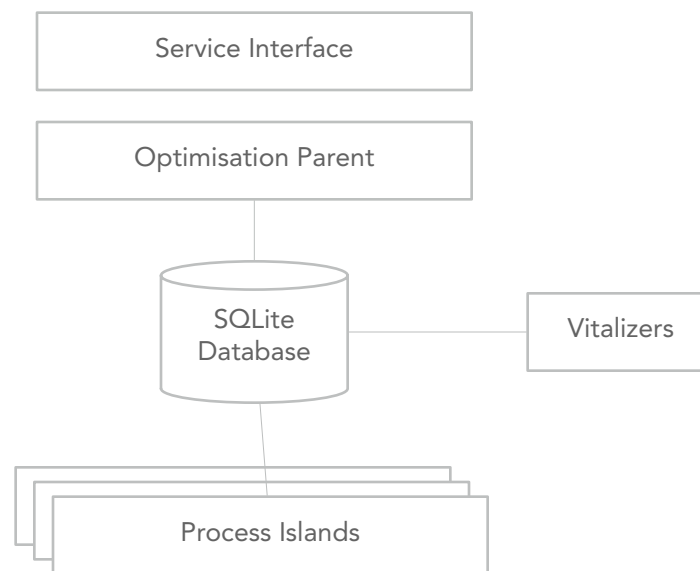 Service Interface
Optimisation Parent
SQLite
Database
Vitalizers
Process Islands